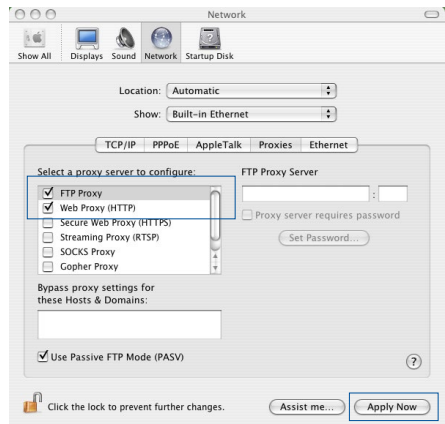 Network
Show All Displays Sound Network Startup Disk
Location: Automatic
Show: Built-in Ethernet
TCP/IP PPPoE AppleTalk Proxies Ethernet
Select a proxy server to configure: FTP Proxy Server
FTP Proxy :
Web Proxy (HTTP) Proxy server requires password
Secure Web Proxy (HTTPS)
Streaming Proxy (RTSP) Set Password...
SOCKS Proxy
Gopher Proxy
Bypass proxy settings for
these Hosts & Domains:
Use Passive FTP Mode (PASV) ?
Click the lock to prevent further changes. Assist me... Apply Now